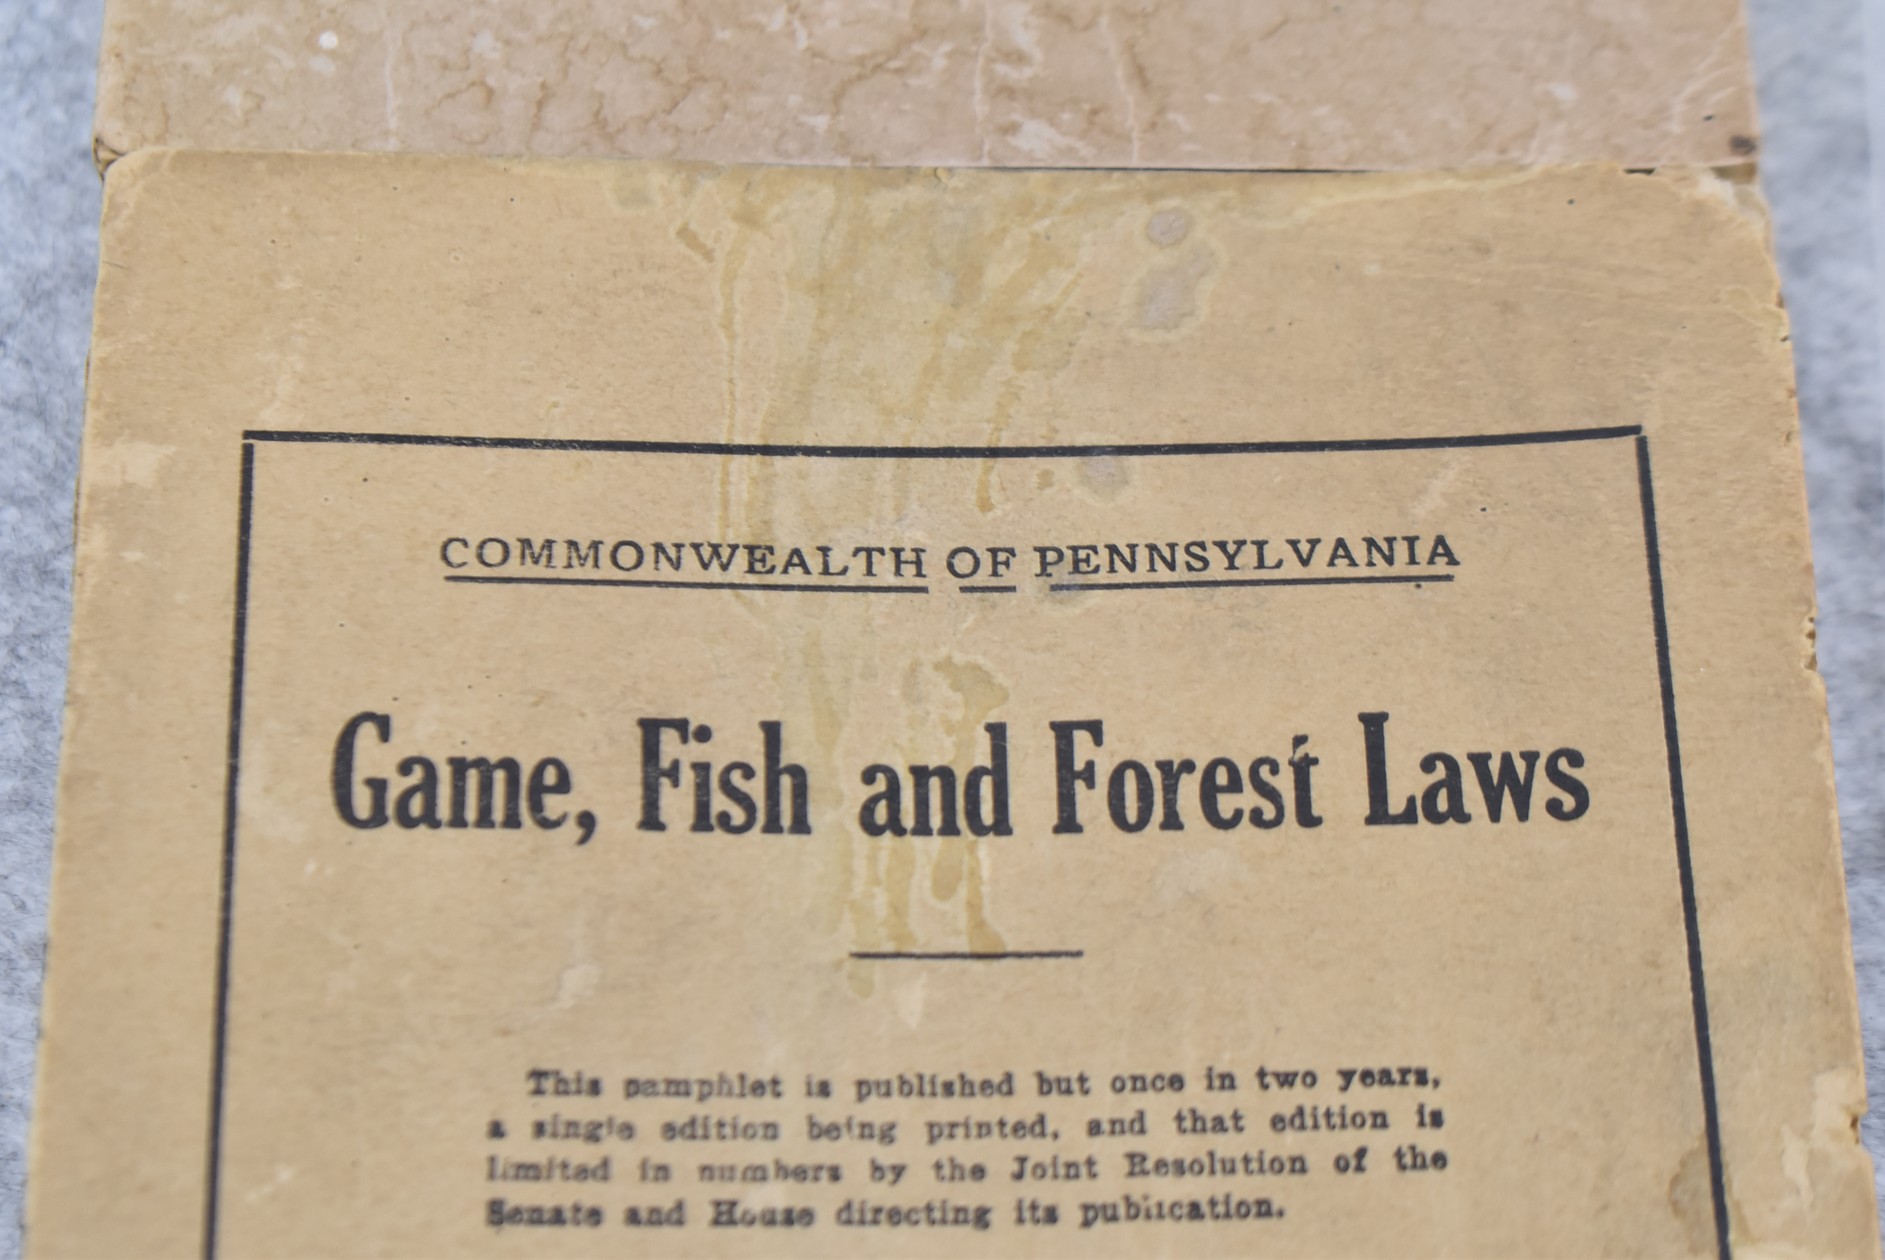 COMMONWEALTH OF PENNSYLVANIA
Game, Fish and Forest Laws
This pamphlet is published but once in two years,
a single edition being printed, and that edition is
limited in numbers by the Joint Resolution of the
Senate and House directing its publication.